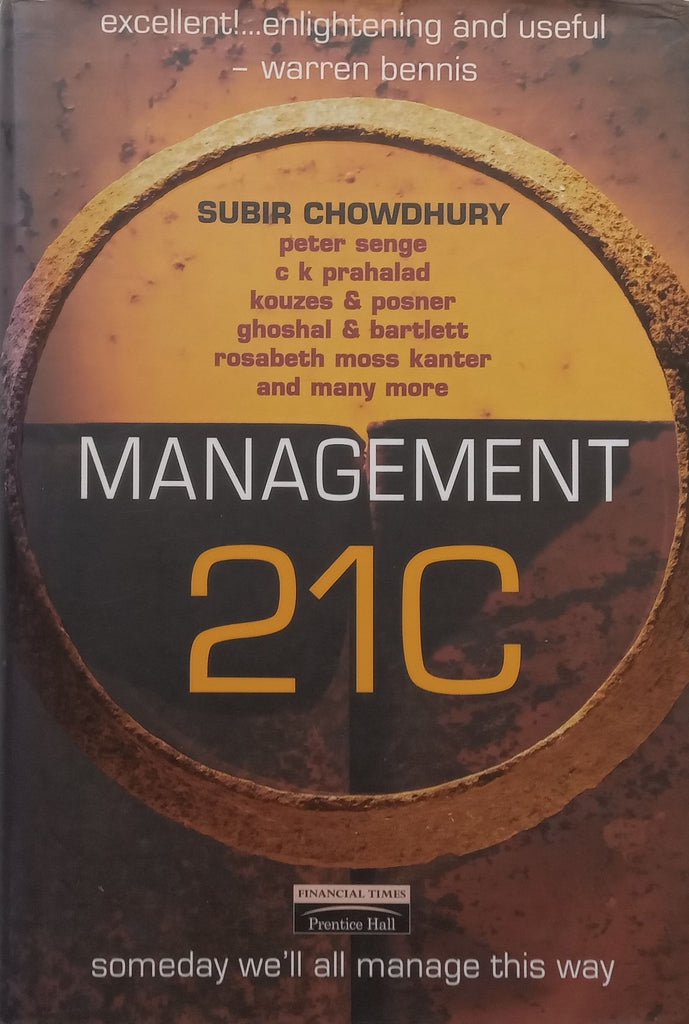 excellent!...enlightening and useful
– warren bennis
SUBIR CHOWDHURY
peter senge
c k prahalad
kouzes & posner
ghoshal & bartlett
rosabeth moss kanter
and many more
MANAGEMENT
21C
FINANCIAL TIMES
Prentice Hall
someday we'll all manage this way